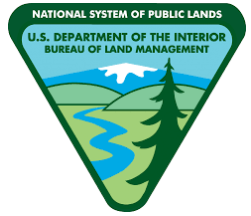 NATIONAL SYSTEM OF PUBLIC LANDS
U.S. DEPARTMENT OF THE INTERIOR
BUREAU OF LAND MANAGEMENT